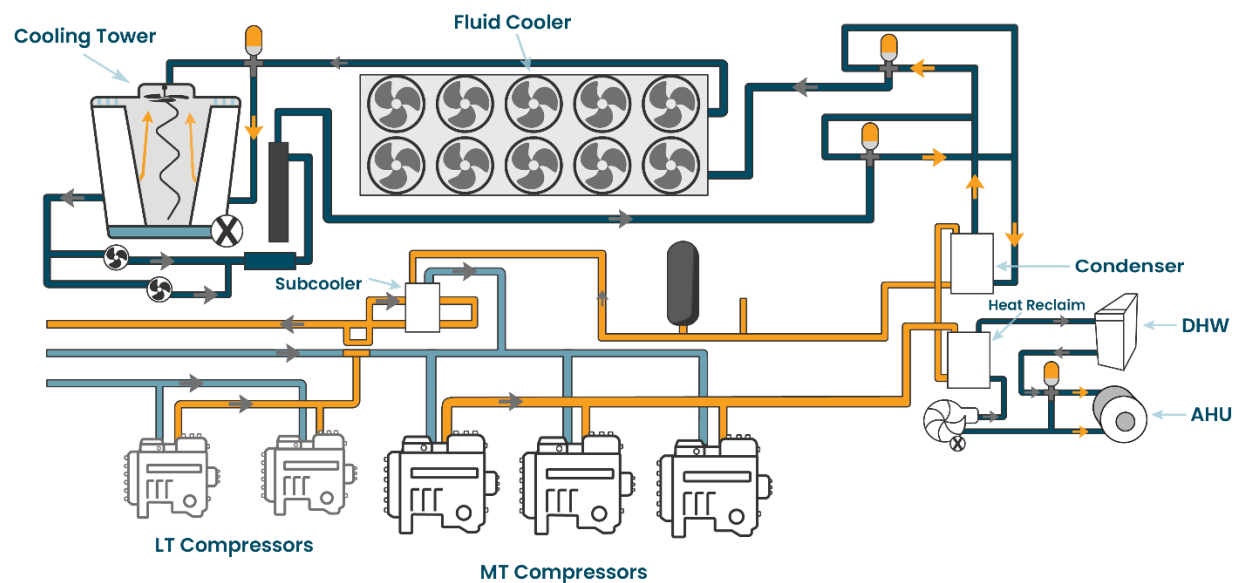 Fluid Cooler
Cooling Tower
Subcooler
Condenser
Heat Reclaim
DHW
AHU
LT Compressors
MT Compressors